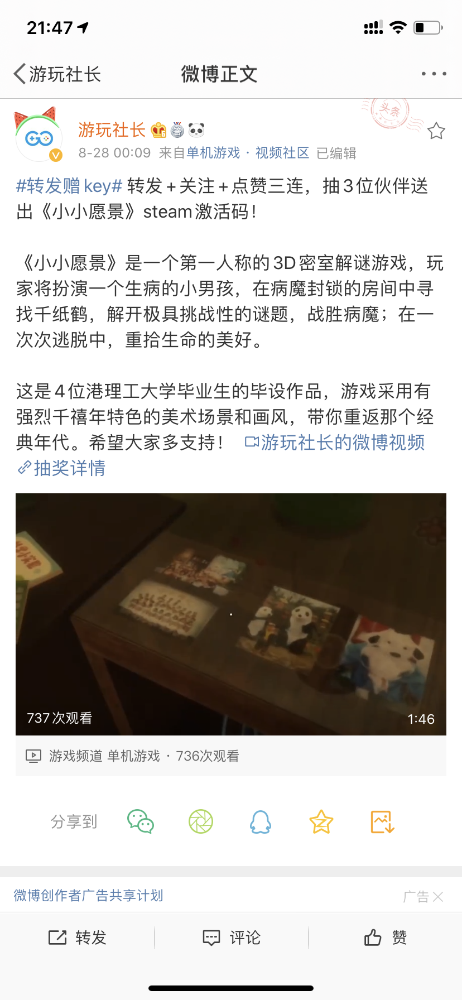 21:47
游玩社长
微博正文
头条
游玩社长
8-28 00:09 来自单机游戏 · 视频社区 已编辑
#转发赠key# 转发+关注+点赞三连，抽3位伙伴送
出《小小愿景》steam激活码！
《小小愿景》是一个第一人称的3D密室解谜游戏，玩
家将扮演一个生病的小男孩，在病魔封锁的房间中寻
找千纸鹤，解开极具挑战性的谜题，战胜病魔；在一
次次逃脱中，重拾生命的美好。
这是4位港理工大学毕业生的毕设作品，游戏采用有
强烈千禧年特色的美术场景和画风，带你重返那个经
典年代。希望大家多支持！ 游玩社长的微博视频
抽奖详情
737次观看
1:46
游戏频道 单机游戏 · 736次观看
分享到
微博创作者广告共享计划
广告
转发
评论
赞